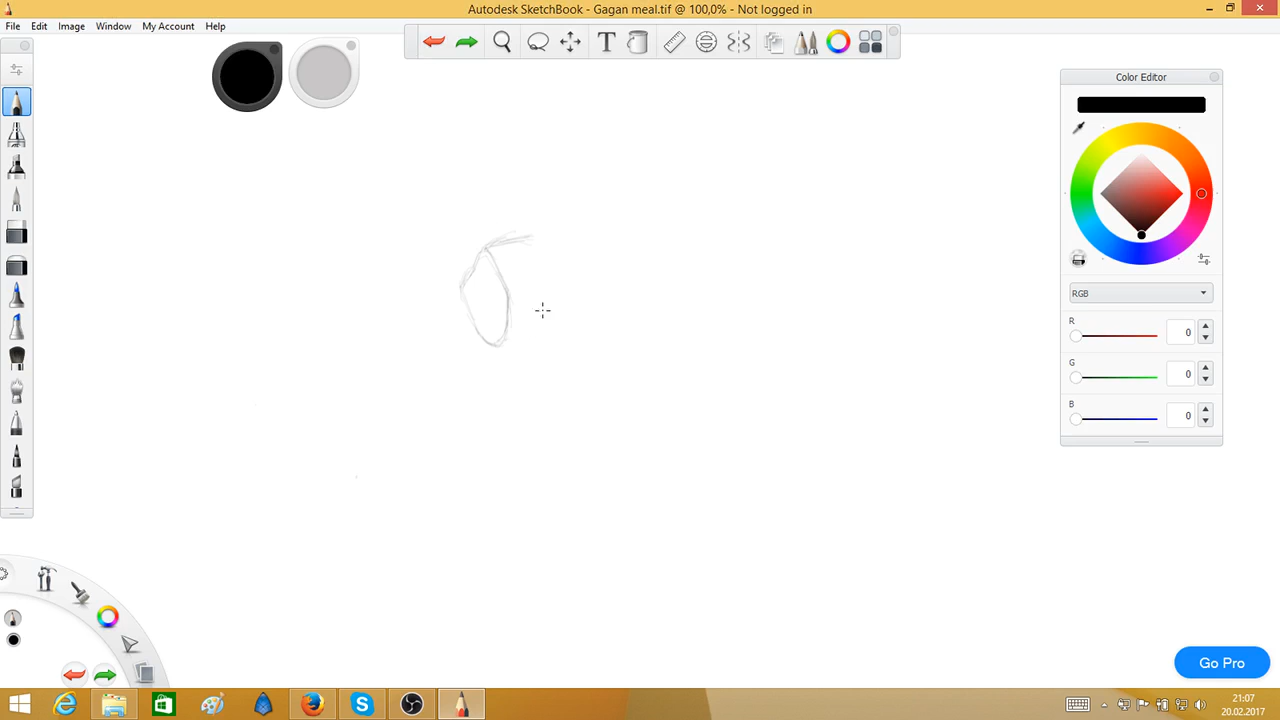 Autodesk SketchBook - Gagan meal.tif @ 100,0% - Not logged in
File Edit Image Window My Account Help
T
Color Editor
RGB
R 0
G 0
B 0
Go Pro
21:07
20.02.2017